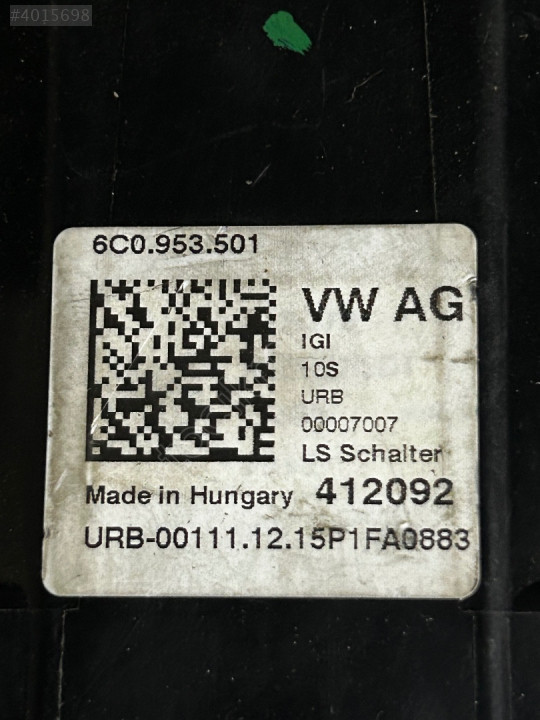 #4015698
6C0.953.501
VW AG
IGI
10S
URB
00007007
LS Schalter
Made in Hungary 412092
URB-00111.12.15P1FA0883